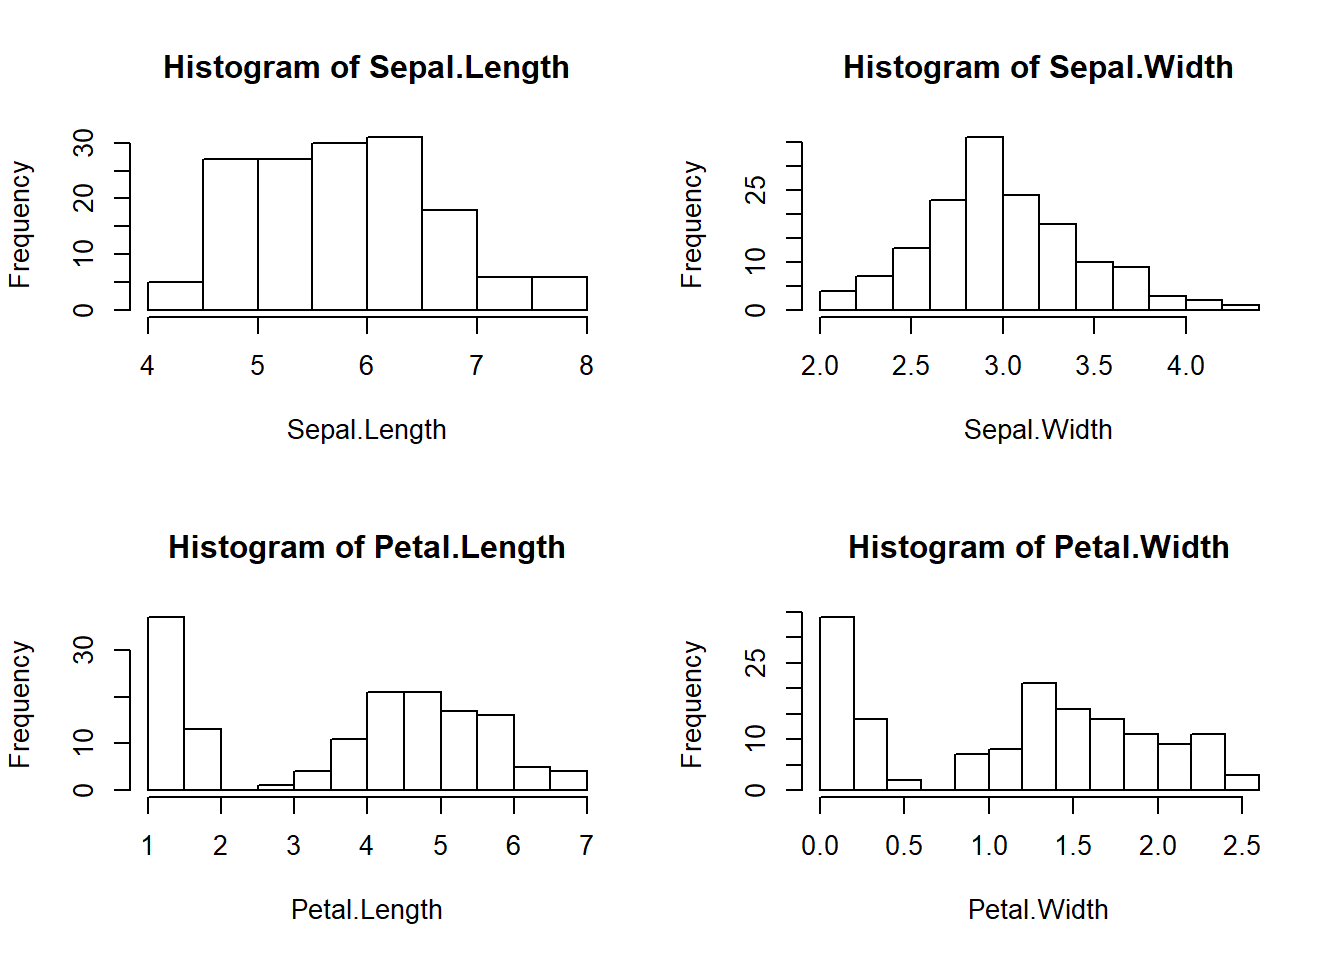 Histogram of Sepal.Length
Frequency
0 10 20 30
4 5 6 7 8
Sepal.Length
Histogram of Sepal.Width
Frequency
0 10 25
2.0 2.5 3.0 3.5 4.0
Sepal.Width
Histogram of Petal.Length
Frequency
0 10 30
1 2 3 4 5 6 7
Petal.Length
Histogram of Petal.Width
Frequency
0 10 25
0.0 0.5 1.0 1.5 2.0 2.5
Petal.Width